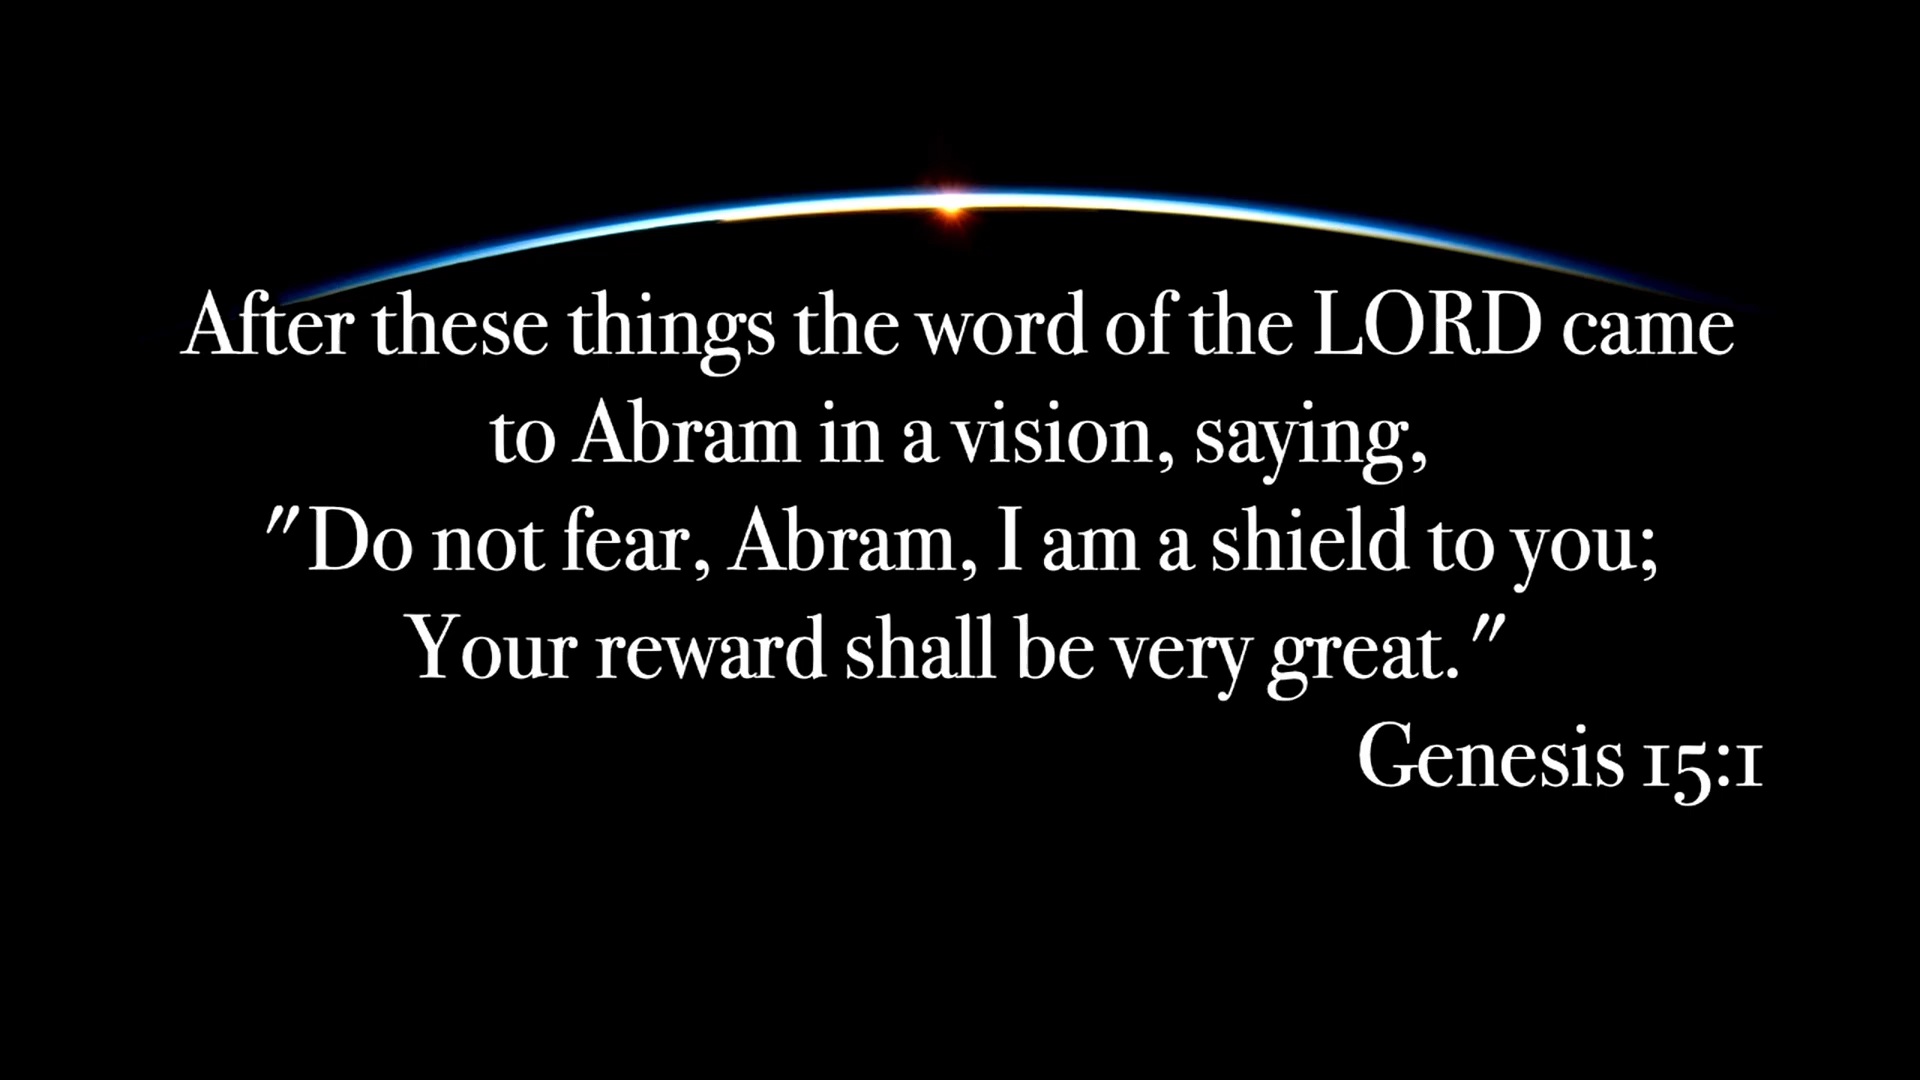 After these things the word of the LORD came
to Abram in a vision, saying,
"Do not fear, Abram, I am a shield to you;
Your reward shall be very great."
Genesis 15:1